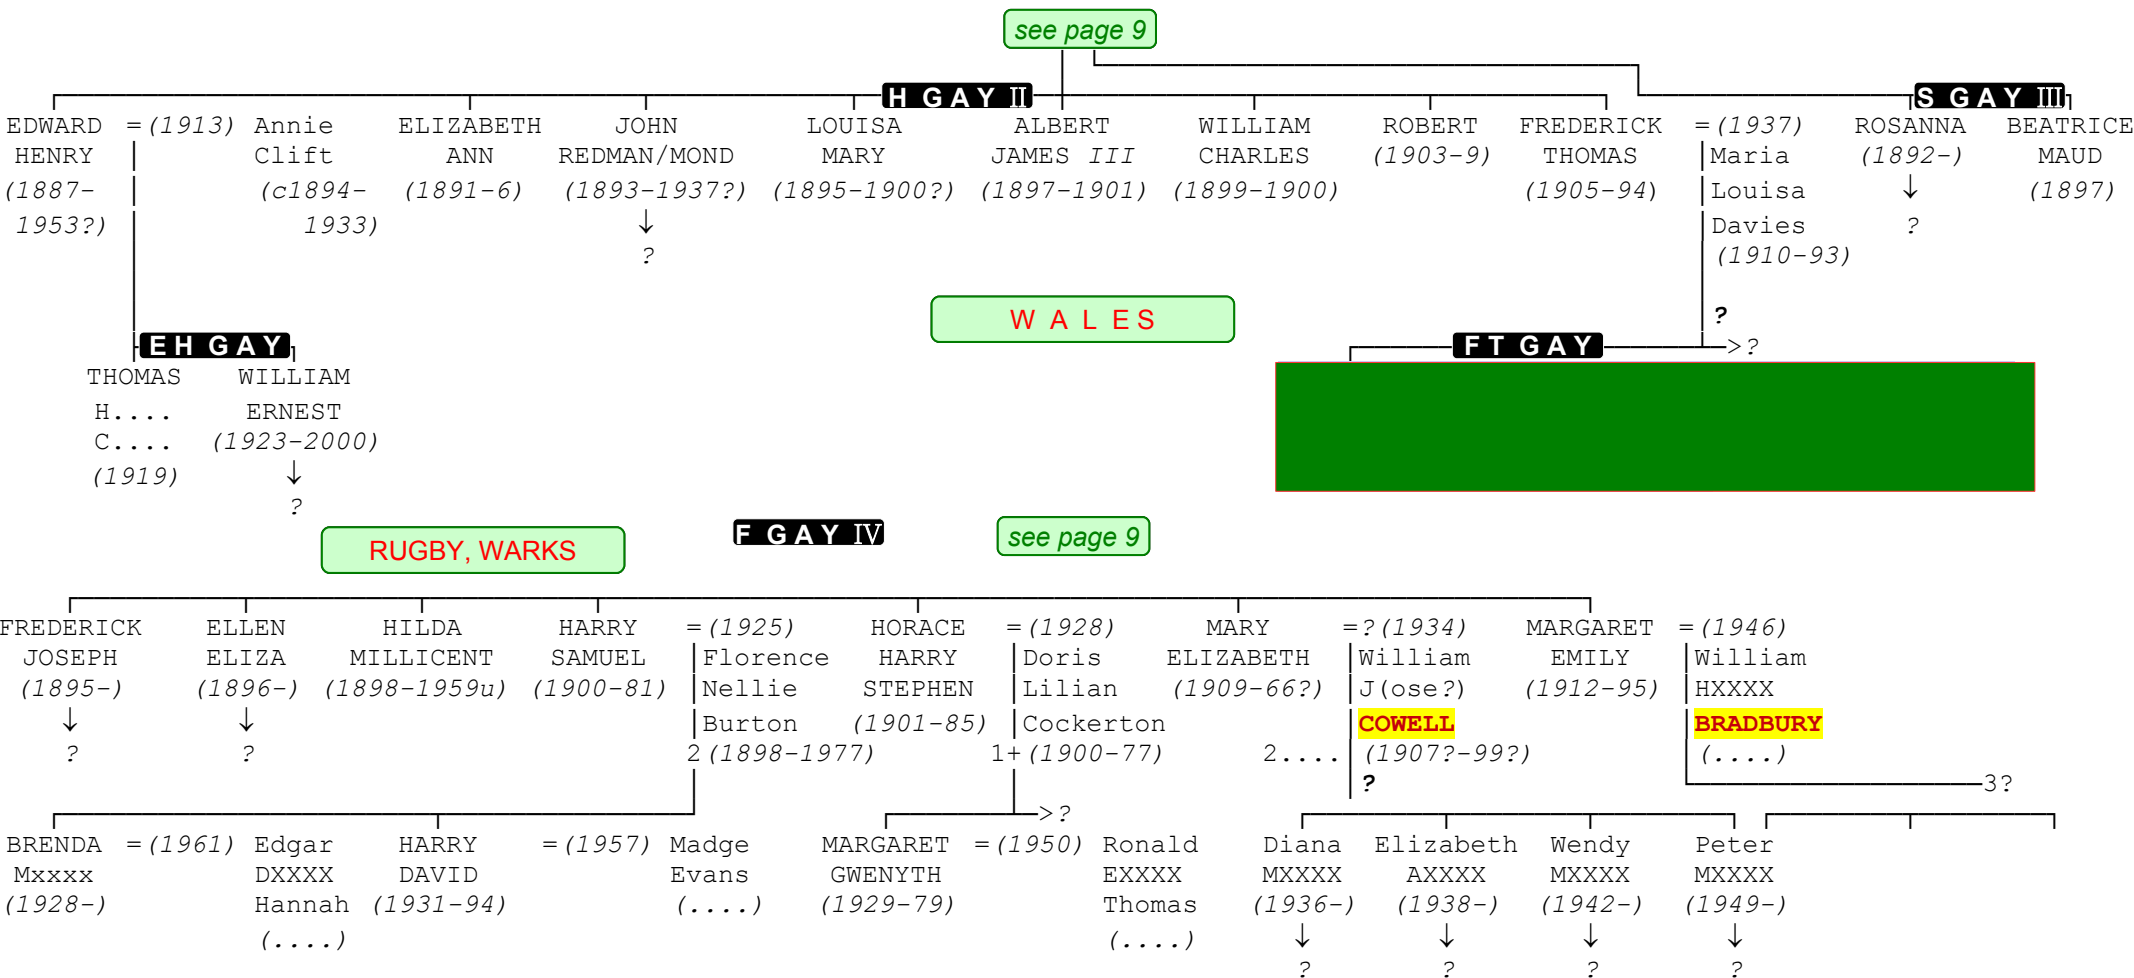 see page 9
H GAY II
S GAY III
EDWARD =(1913) Annie ELIZABETH JOHN LOUISA ALBERT WILLIAM ROBERT FREDERICK =(1937) ROSANNA BEATRICE
HENRY Clift ANN REDMAN/MOND MARY JAMES III CHARLES (1903-9) THOMAS Maria (1892-) MAUD
(1887- (c1894- (1891-6) (1893-1937?) (1895-1900?) (1897-1901) (1899-1900) (1905-94) Louisa ↓ (1897)
1953?) 1933) ↓ Davies ?
? (1910-93)
W A L E S
?
E H G A Y
F T G A Y >?
THOMAS WILLIAM
H.... ERNEST
C.... (1923-2000)
(1919) ↓
?
RUGBY, WARKS
F GAY IV
see page 9
FREDERICK ELLEN HILDA HARRY =(1925) HORACE =(1928) MARY =?(1934) MARGARET =(1946)
JOSEPH ELIZA MILLICENT SAMUEL Florence HARRY Doris ELIZABETH William EMILY William
(1895-) (1896-) (1898-1959u) (1900-81) Nellie STEPHEN Lilian (1909-66?) J(ose?) (1912-95) HXXXX
↓ ↓ Burton (1901-85) Cockerton COWELL BRADBURY
? ? 2 (1898-1977) 1+ (1900-77) 2.... (1907?-99?) (....)
? 3?
>?
BRENDA =(1961) Edgar HARRY =(1957) Madge MARGARET =(1950) Ronald Diana Elizabeth Wendy Peter
Mxxxx DXXXX DAVID Evans GWENYTH EXXXX MXXXX AXXXX MXXXX MXXXX
(1928-) Hannah (1931-94) (....) (1929-79) Thomas (1936-) (1938-) (1942-) (1949-)
(....) (....) ↓ ↓ ↓ ↓
? ? ? ?